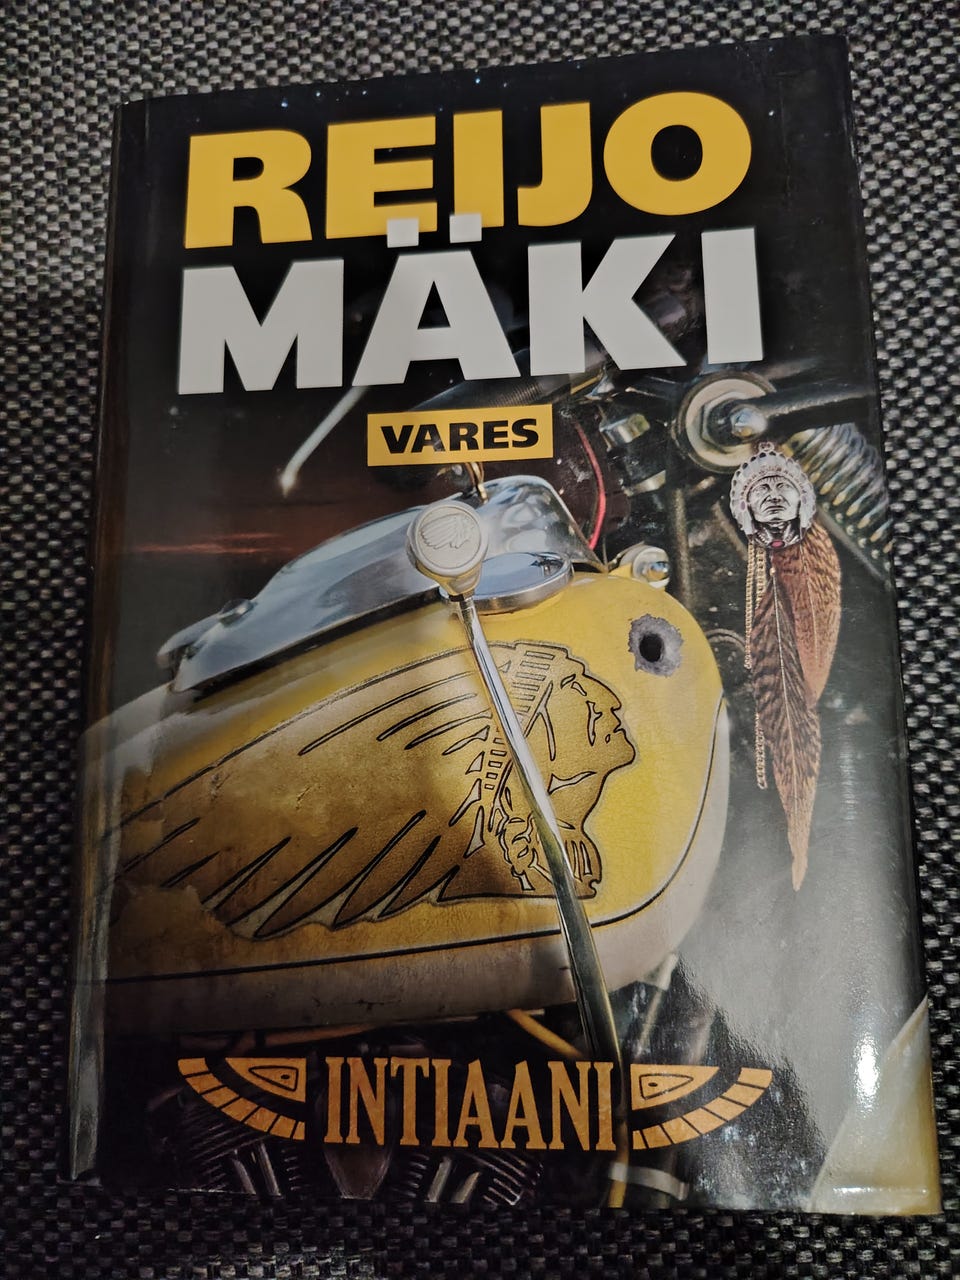 REIJO
MÄKI
VARES
INTIAANI